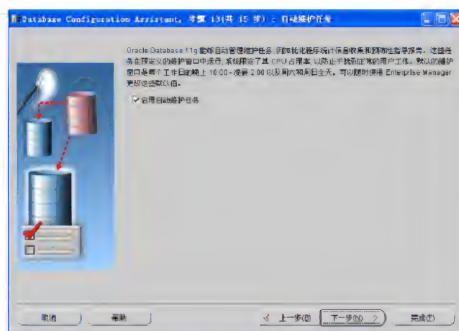 Database Configuration Assistant, 步骤 13(共 15 步) : 自动维护任务
Oracle Database 11g 能够自动管理维护任务, 例如优化程序统计信息收集和预防性指导报告。这些任
务在预定义的维护窗口中运行, 系统限定了其 CPU 占用率, 以防止干扰到正常的用户工作。默认的维护
窗口是每个工作日的晚上 10:00 - 凌晨 2:00 以及周六和周日全天。可以随时使用 Enterprise Manager
更改这些默认值。
启用自动维护任务
取消
帮助
上一步(B)
下一步(N)
完成(F)